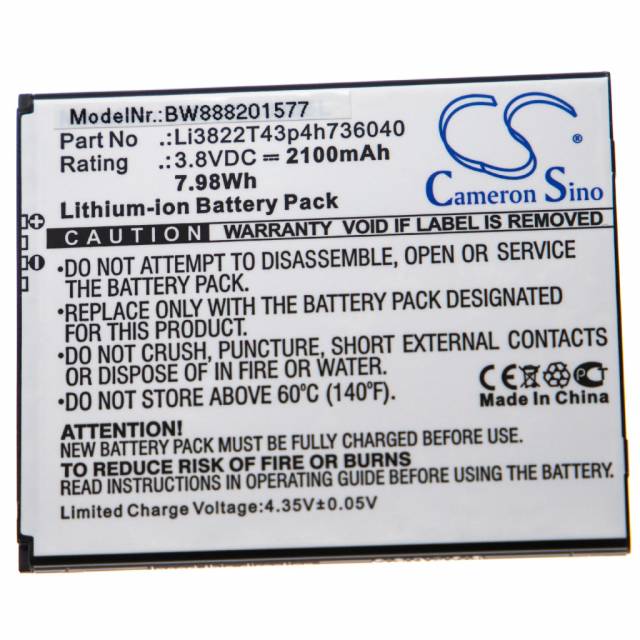 ModelNr.:BW888201577
Part No :Li3822T43p4h736040
Rating :3.8VDC = 2100mAh
7.98Wh
Lithium-ion Battery Pack
CS
®
Cameron Sino
CAUTION WARRANTY VOID IF LABEL IS REMOVED
•DO NOT ATTEMPT TO DISASSEMBLE, OPEN OR SERVICE
THE BATTERY PACK.
•REPLACE ONLY WITH THE BATTERY PACK DESIGNATED
FOR THIS PRODUCT.
•DO NOT CRUSH, PUNCTURE, SHORT EXTERNAL CONTACTS
OR DISPOSE OF IN FIRE OR WATER.
•DO NOT STORE ABOVE 60°C (140°F).
CE
Made In China
ATTENTION!
NEW BATTERY PACK MUST BE FULLY CHARGED BEFORE USE.
TO REDUCE RISK OF FIRE OR BURNS
READ INSTRUCTIONS IN OPERATING GUIDE BEFORE USING THE BATTERY.
Limited Charge Voltage:4.35V±0.05V